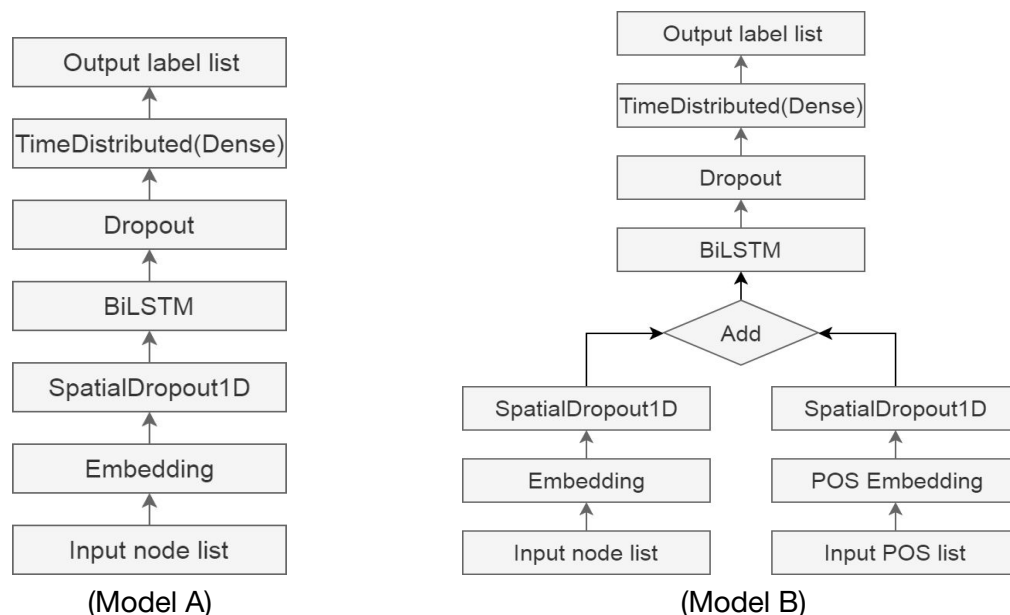 Output label list
TimeDistributed(Dense)
Dropout
BiLSTM
SpatialDropout1D
Embedding
Input node list
(Model A)
Output label list
TimeDistributed(Dense)
Dropout
BiLSTM
Add
SpatialDropout1D
SpatialDropout1D
Embedding
POS Embedding
Input node list
Input POS list
(Model B)